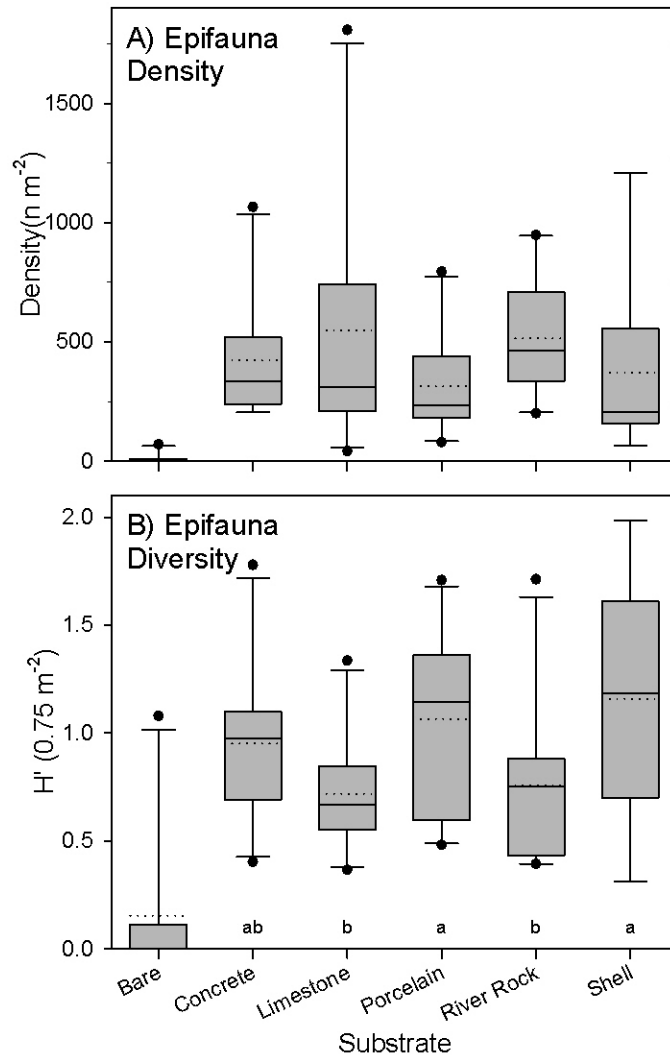 A) Epifauna
Density
Density(n m⁻²)
1500
1000
500
0
B) Epifauna
Diversity
H' (0.75 m⁻²)
2.0
1.5
1.0
0.5
0.0
ab b a b a
Bare Concrete Limestone Porcelain River Rock Shell
Substrate